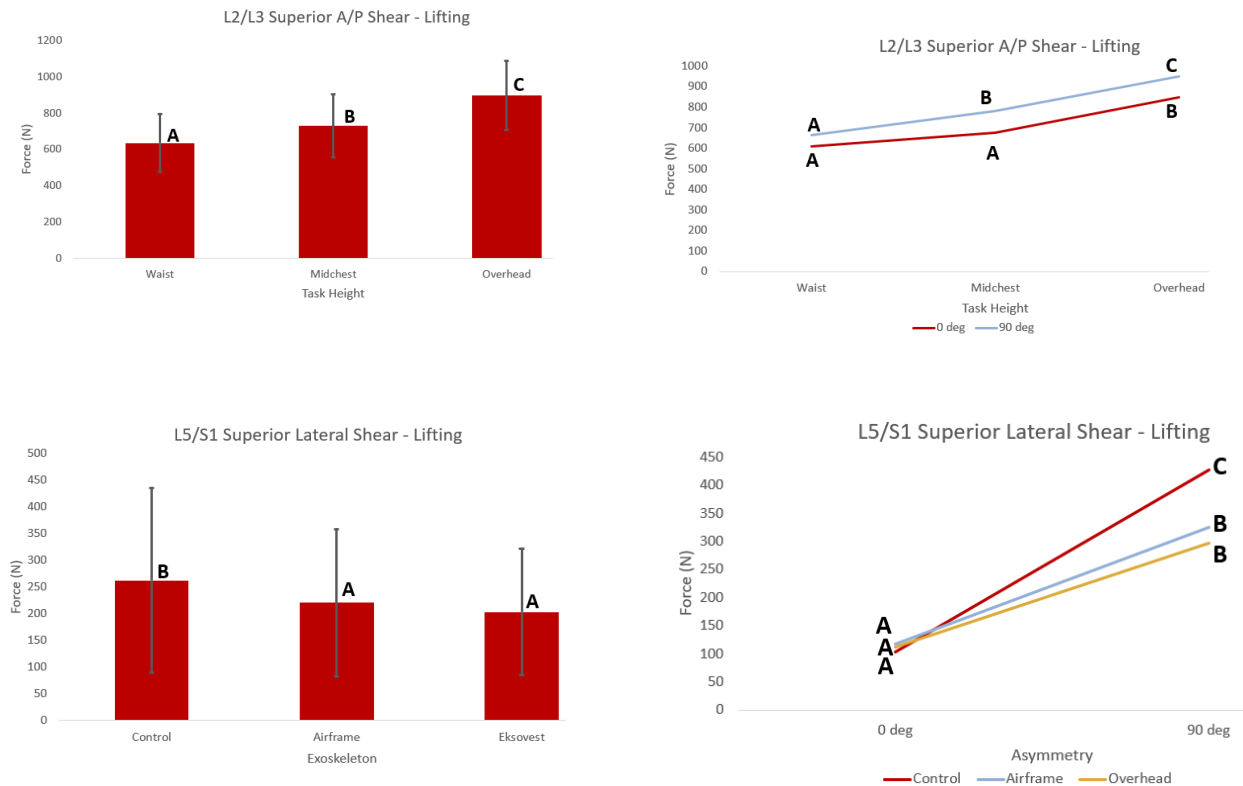 L2/L3 Superior A/P Shear - Lifting
1200
1000
800
600
400
200
0
Force (N)
A
B
C
Waist
Midchest
Overhead
Task Height
L2/L3 Superior A/P Shear - Lifting
1000
900
800
700
600
500
400
300
200
100
0
Force (N)
A
A
B
A
C
B
Waist
Midchest
Overhead
Task Height
0 deg
90 deg
L5/S1 Superior Lateral Shear - Lifting
500
450
400
350
300
250
200
150
100
50
0
Force (N)
B
A
A
Control
Airframe
Eksovest
Exoskeleton
L5/S1 Superior Lateral Shear - Lifting
450
400
350
300
250
200
150
100
50
0
Force (N)
A
A
A
C
B
B
0 deg
90 deg
Asymmetry
Control
Airframe
Overhead